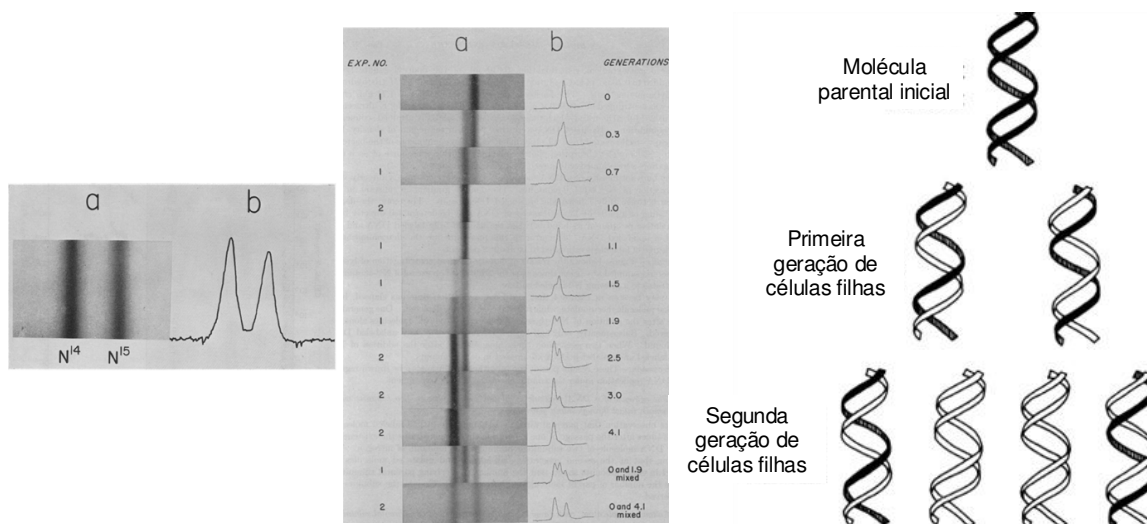 a
b
N14
N15
a
b
EXP. NO.
GENERATIONS
1
0
1
0.3
1
0.7
2
1.0
1
1.1
1
1.5
1
1.9
2
2.5
2
3.0
2
4.1
1
0 and 1.9
mixed
2
0 and 4.1
mixed
Molécula
parental inicial
Primeira
geração de
células filhas
Segunda
geração de
células filhas